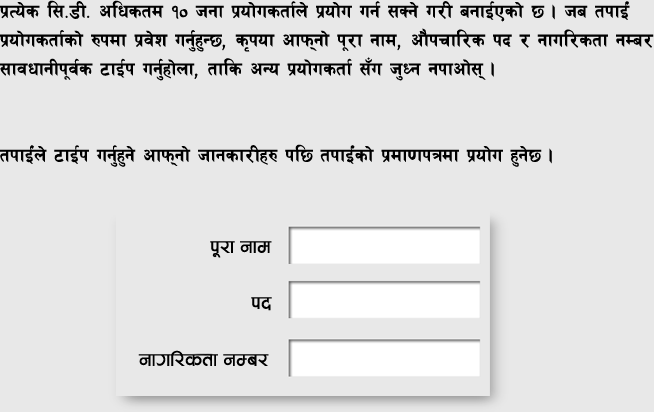 प्रत्येक सि.डी. अधिकतम १० जना प्रयोगकर्ताले प्रयोग गर्न सक्ने गरी बनाईएको छ । जब तपाईं
प्रयोगकर्ताको रुपमा प्रवेश गर्नुहुन्छ, कृपया आफ्नो पूरा नाम, औपचारिक पद र नागरिकता नम्बर
सावधानीपूर्वक टाईप गर्नुहोला, ताकि अन्य प्रयोगकर्ता सँग जुध्न नपाओस् ।
तपाईंले टाईप गर्नुहुने आफ्नो जानकारीहरु पछि तपाईंको प्रमाणपत्रमा प्रयोग हुनेछ ।
पूरा नाम
पद
नागरिकता नम्बर